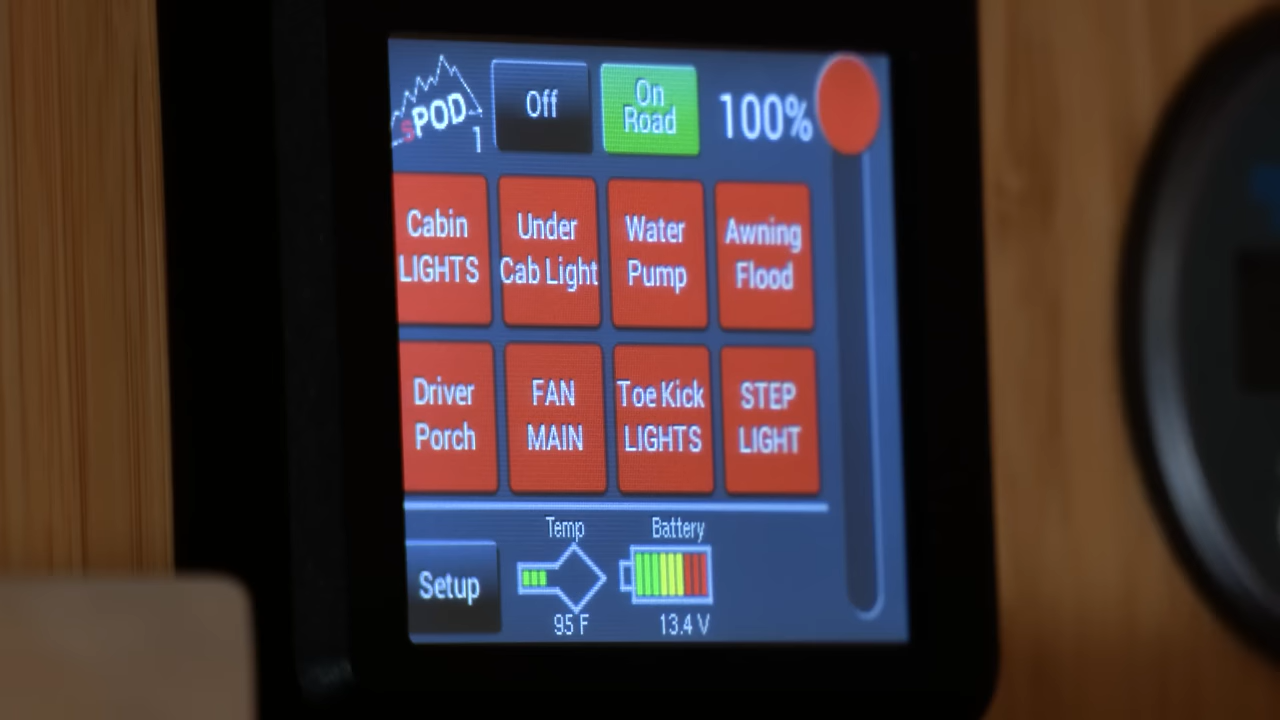 sPOD
1
Off
On
Road
100%
Cabin
LIGHTS
Under
Cab Light
Water
Pump
Awning
Flood
Driver
Porch
FAN
MAIN
Toe Kick
LIGHTS
STEP
LIGHT
Setup
Temp
95 F
Battery
13.4 V